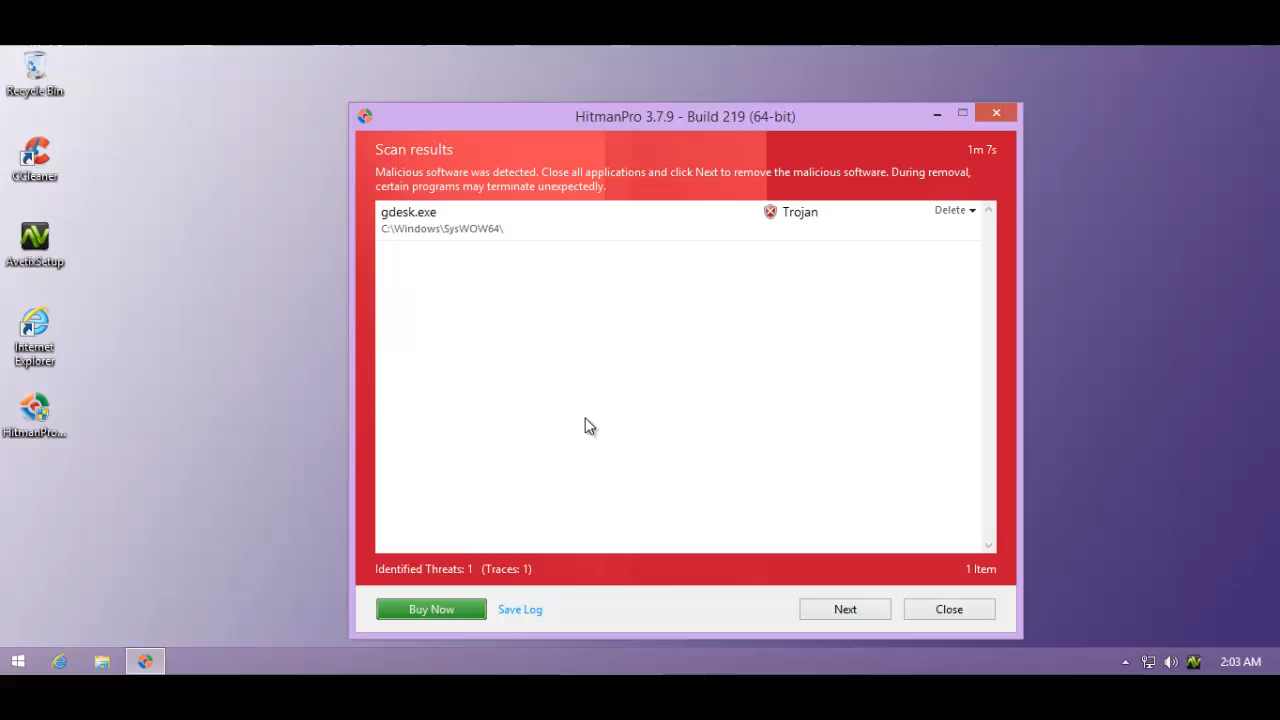 Recycle Bin
CCleaner
AvetixSetup
Internet
Explorer
HitmanPro...
HitmanPro 3.7.9 - Build 219 (64-bit)
Scan results
1m 7s
Malicious software was detected. Close all applications and click Next to remove the malicious software. During removal,
certain programs may terminate unexpectedly.
gdesk.exe Trojan Delete
C:\Windows\SysWOW64\
Identified Threats: 1 (Traces: 1) 1 Item
Buy Now Save Log Next Close
2:03 AM